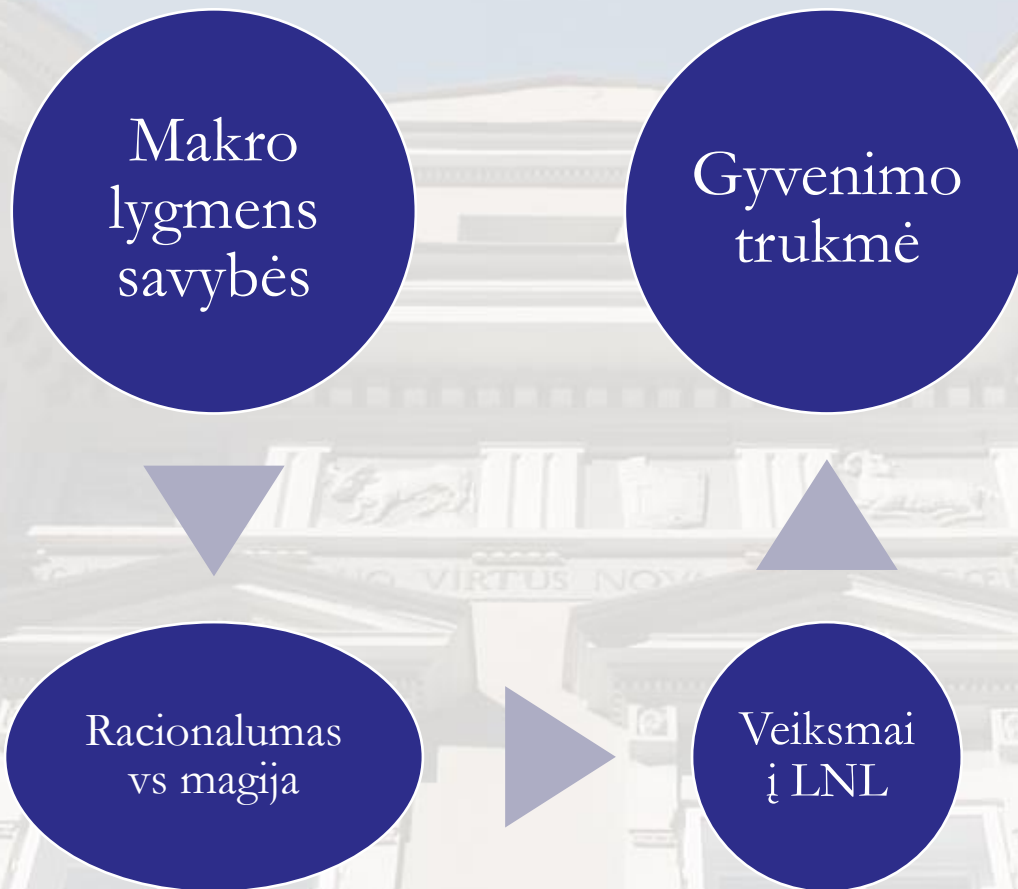 Makro
lygmens
savybės
Gyvenimo
trukmė
VIRTUS
Racionalumas
vs magija
Veiksmai
į LNL